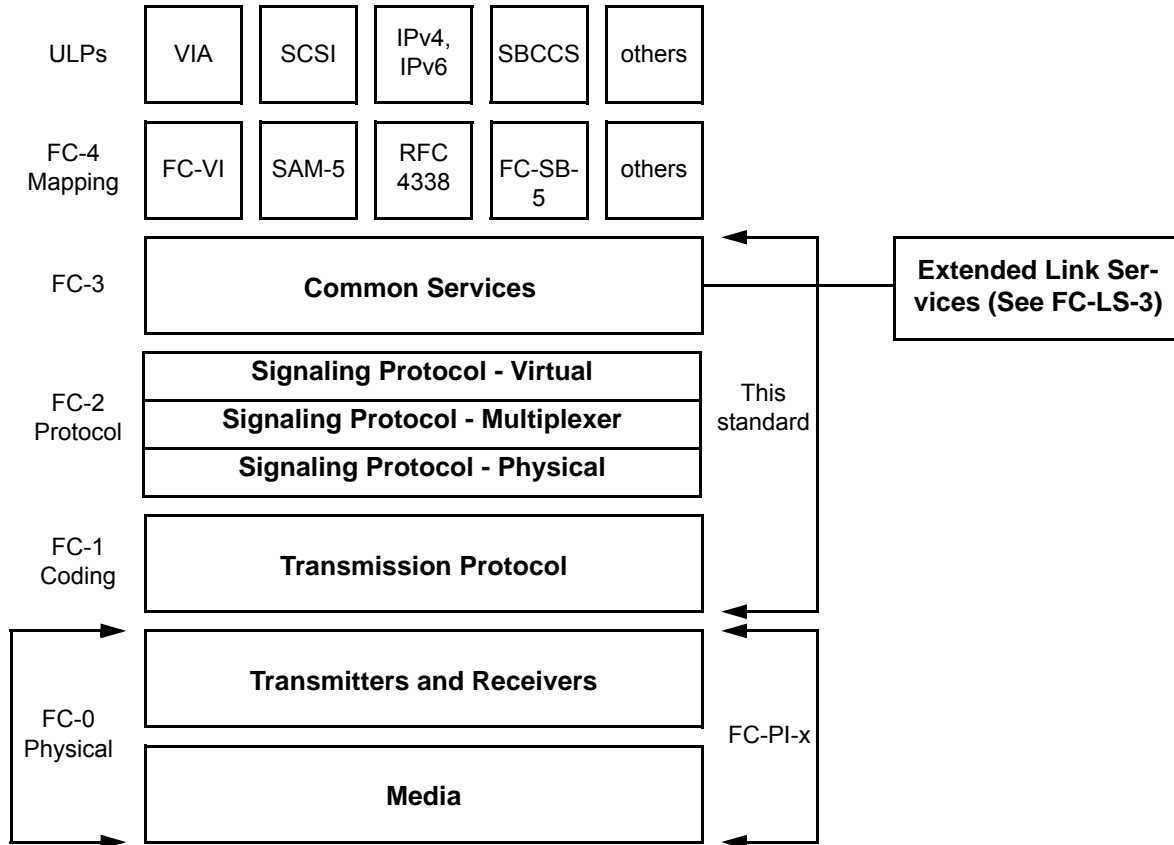 ULPs
VIA
SCSI
IPv4,
IPv6
SBCCS
others
FC-4
Mapping
FC-VI
SAM-5
RFC
4338
FC-SB-
5
others
FC-3
Common Services
Extended Link Ser-
vices (See FC-LS-3)
FC-2
Protocol
Signaling Protocol - Virtual
Signaling Protocol - Multiplexer
Signaling Protocol - Physical
This
standard
FC-1
Coding
Transmission Protocol
FC-0
Physical
Transmitters and Receivers
Media
FC-PI-x